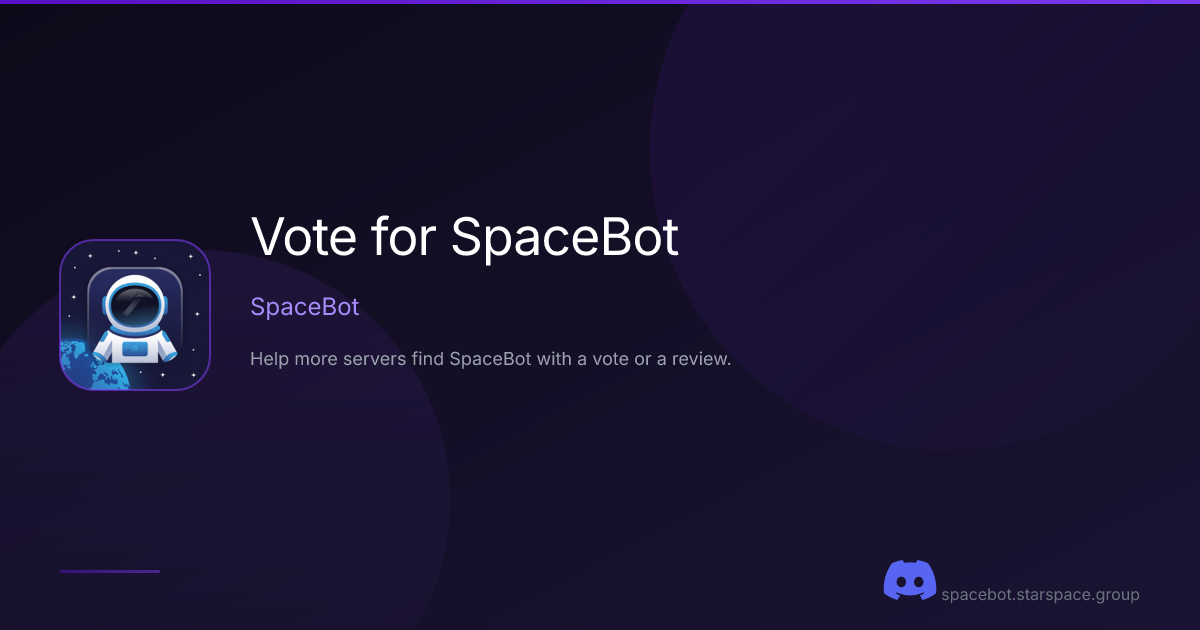 Vote for SpaceBot
SpaceBot
Help more servers find SpaceBot with a vote or a review.
spacebot.starspace.group